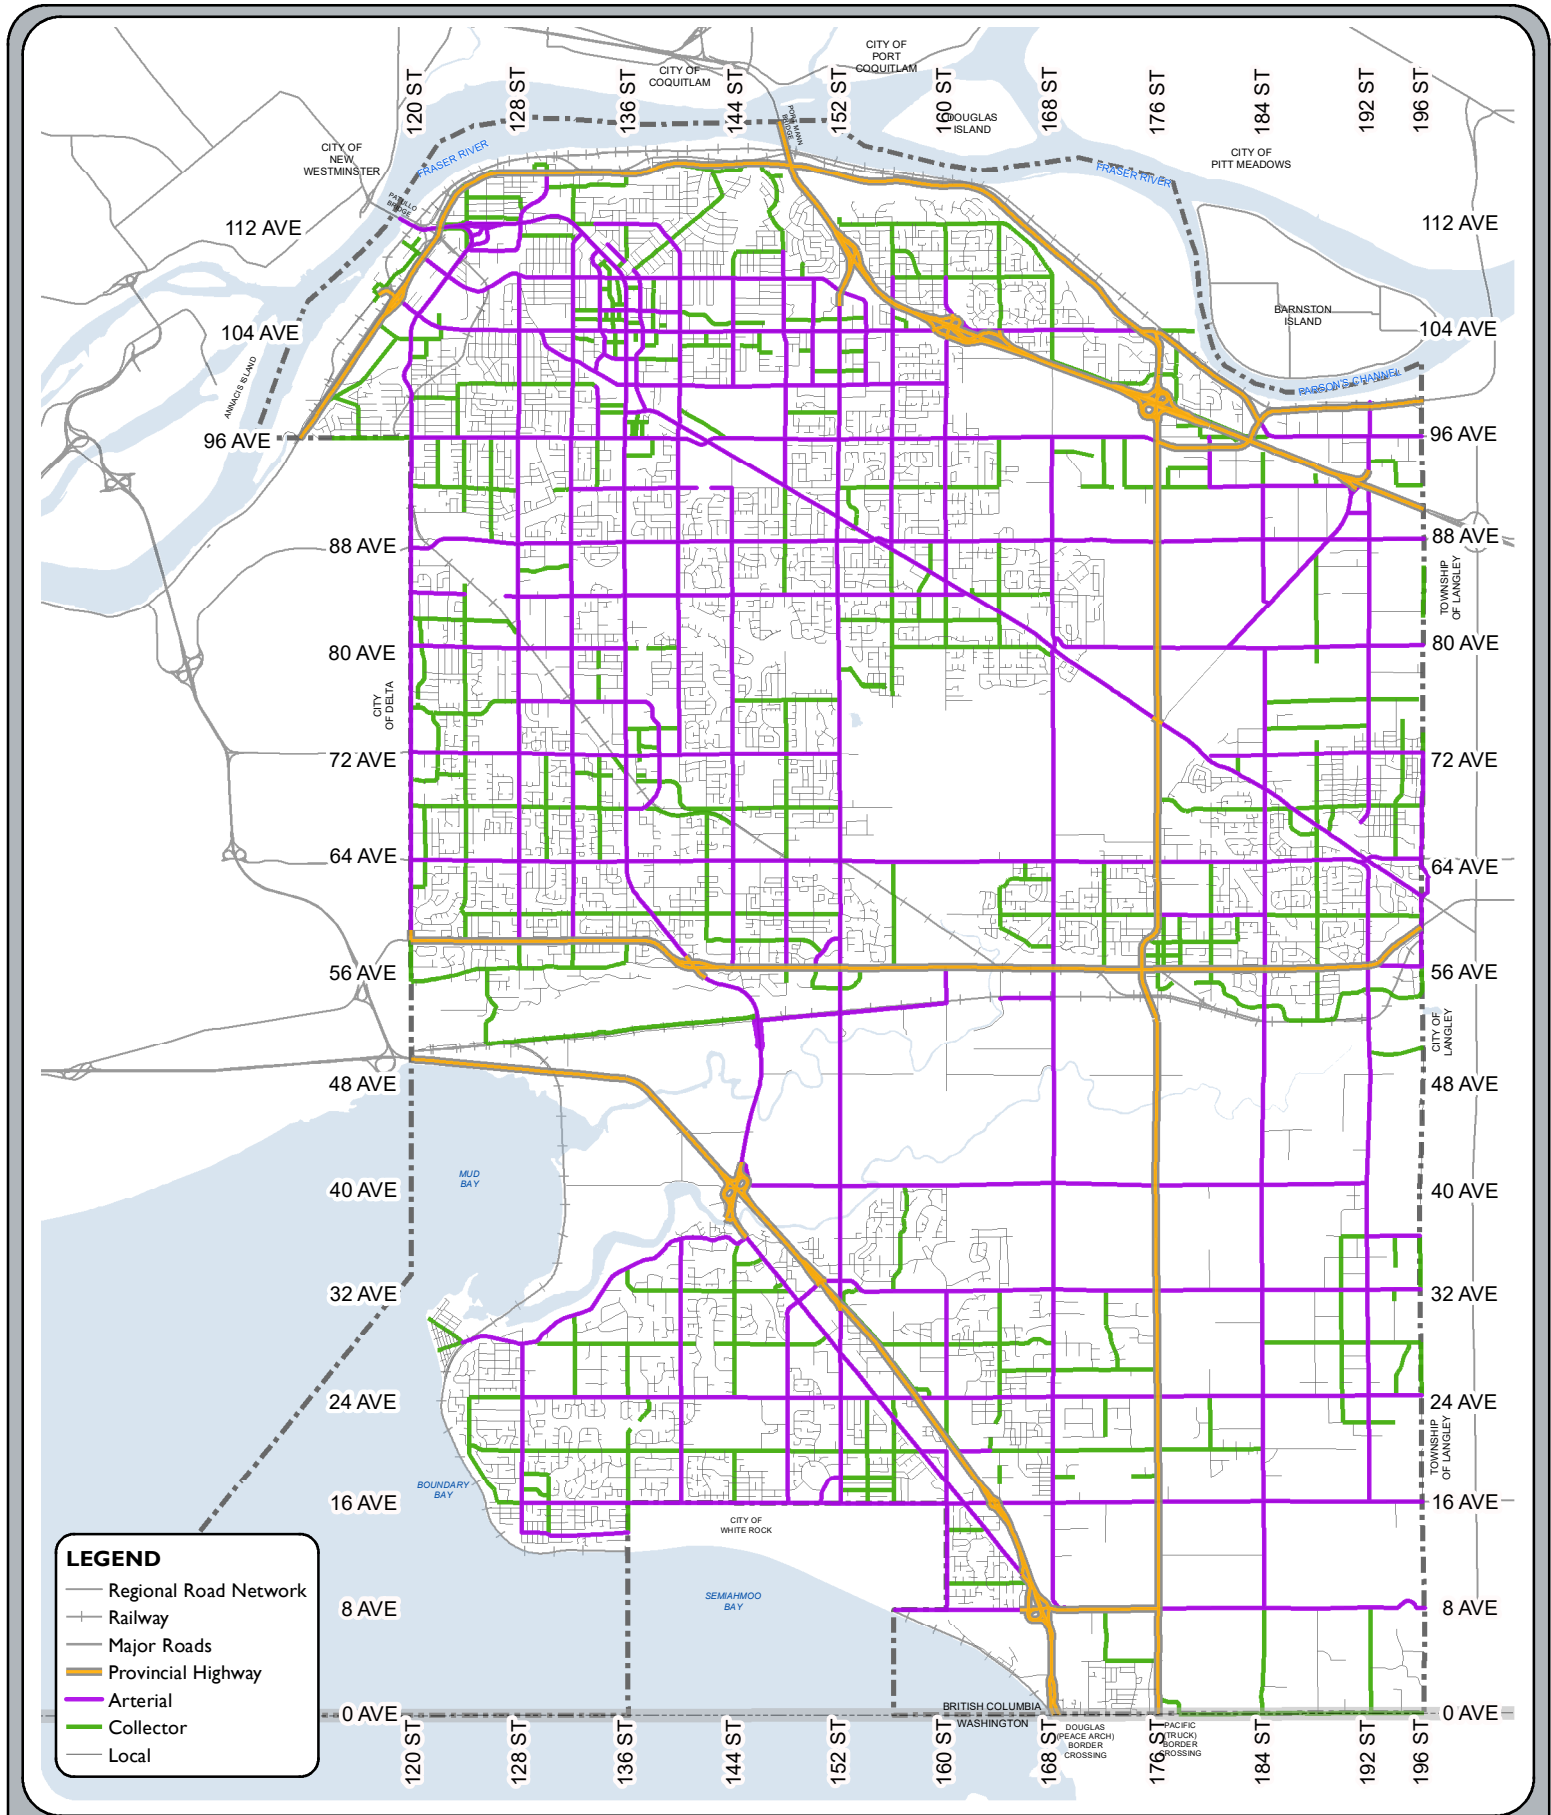 CITY OF
PORT
COQUITLAM
CITY OF
COQUITLAM
120 ST
128 ST
136 ST
144 ST
152 ST
160 ST
168 ST
176 ST
184 ST
192 ST
196 ST
PORT MANN
BRIDGE
DOUGLAS
ISLAND
CITY OF
NEW
WESTMINSTER
FRASER RIVER
CITY OF
PITT MEADOWS
FRASER RIVER
PATULLO
BRIDGE
112 AVE
112 AVE
BARNSTON
ISLAND
104 AVE
104 AVE
ANNACIS ISLAND
PARSON'S CHANNEL
96 AVE
96 AVE
88 AVE
88 AVE
TOWNSHIP
OF LANGLEY
80 AVE
80 AVE
CITY
OF DELTA
72 AVE
72 AVE
64 AVE
64 AVE
56 AVE
56 AVE
CITY OF
LANGLEY
48 AVE
48 AVE
MUD
BAY
40 AVE
40 AVE
32 AVE
32 AVE
24 AVE
24 AVE
TOWNSHIP
OF LANGLEY
BOUNDARY
BAY
16 AVE
16 AVE
CITY OF
WHITE ROCK
SEMIAHMOO
BAY
8 AVE
8 AVE
BRITISH COLUMBIA
WASHINGTON
0 AVE
0 AVE
DOUGLAS
(PEACE ARCH)
BORDER
CROSSING
PACIFIC
(TRUCK)
BORDER
CROSSING
120 ST
128 ST
136 ST
144 ST
152 ST
160 ST
168 ST
176 ST
184 ST
192 ST
196 ST
LEGEND
Regional Road Network
Railway
Major Roads
Provincial Highway
Arterial
Collector
Local